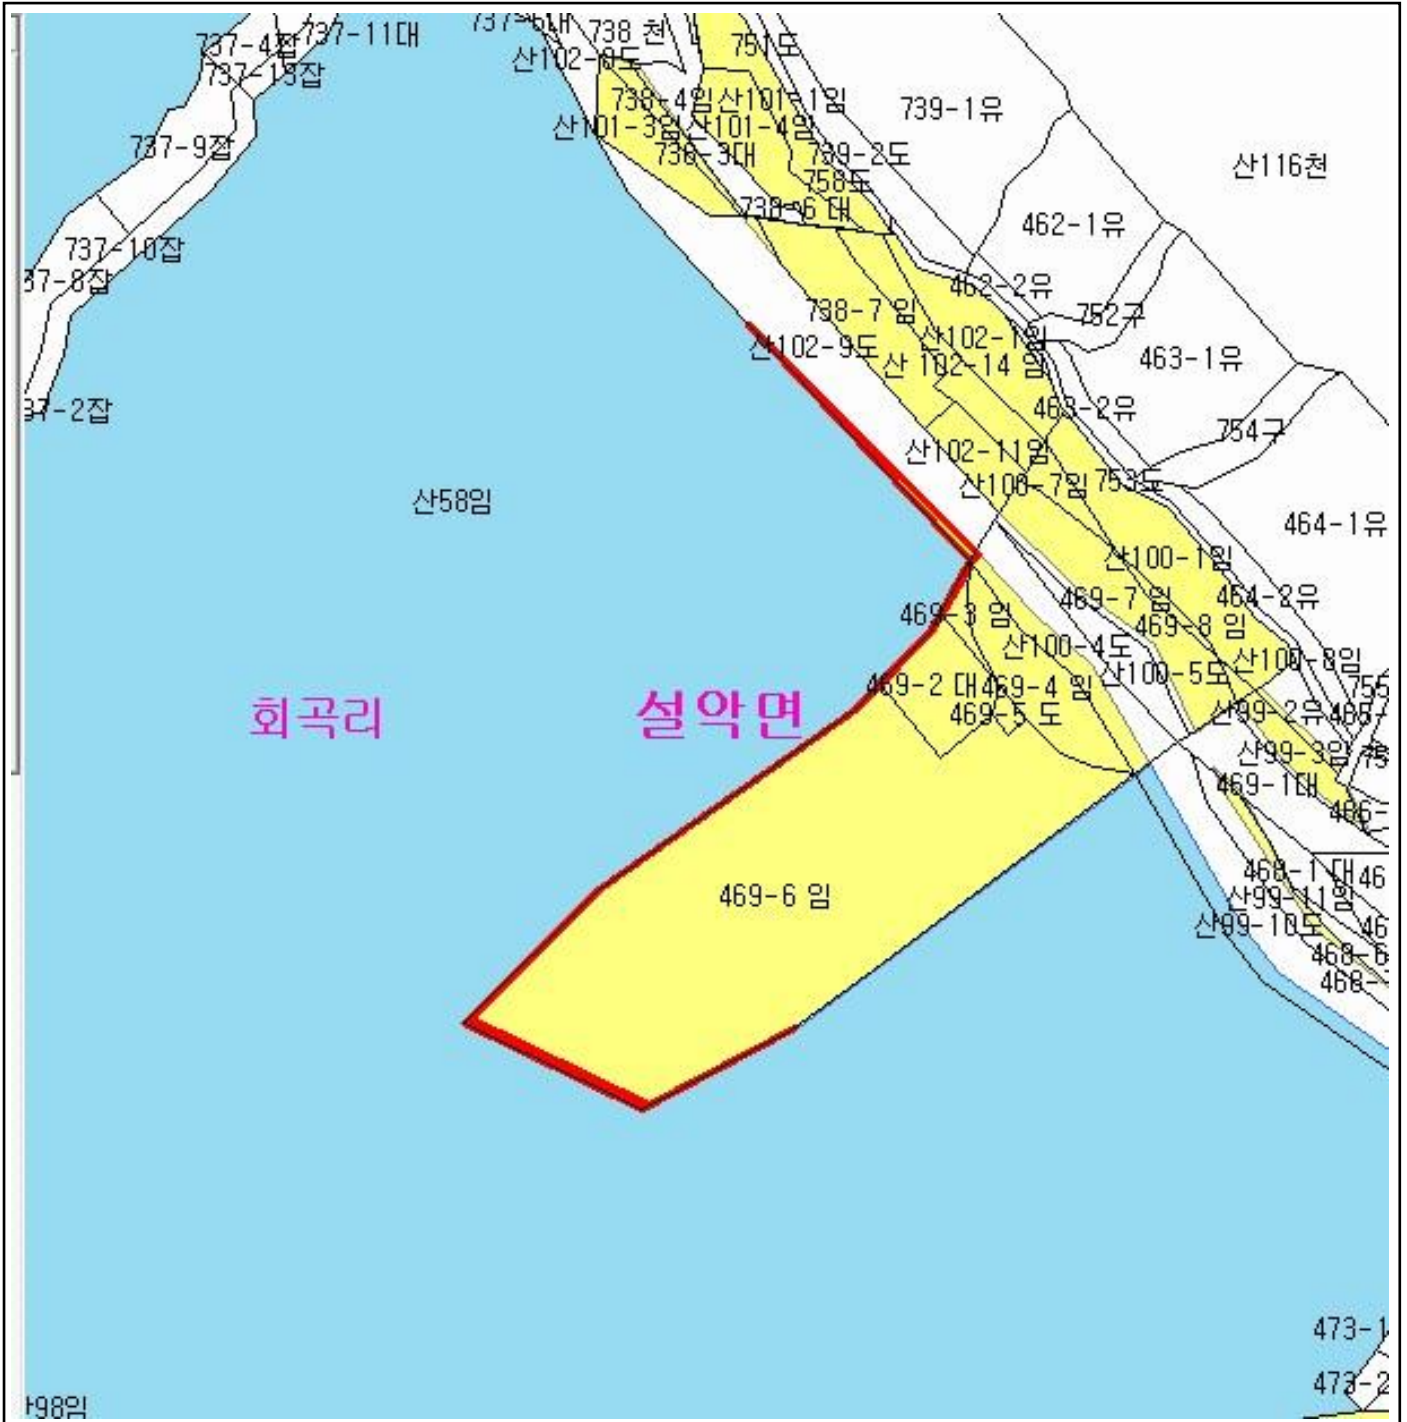 737-11대
738 천
751도
산102-8도
737-13잡
738-4임
산101-1임
739-1유
산101-3임
산101-4임
737-9잡
738-3대
739-2도
산116천
758도
738-6 대
462-1유
737-10잡
37-8잡
462-2유
738-7 임
752구
산102-1임
산102-9도
산 102-14 임
463-1유
37-2잡
463-2유
754구
산102-11임
산100-7임
753도
산58임
464-1유
산100-1임
469-7 임
464-2유
469-3 임
469-8 임
산100-4도
산100-8임
산100-5도
469-2 대
469-4 임
회곡리
설악면
469-5 도
산99-2유
465-
산99-3임
469-1대
466-
468-1 대
46
469-6 임
산99-11임
산99-10도
46
468-6
468-
473-1
473-2
98임